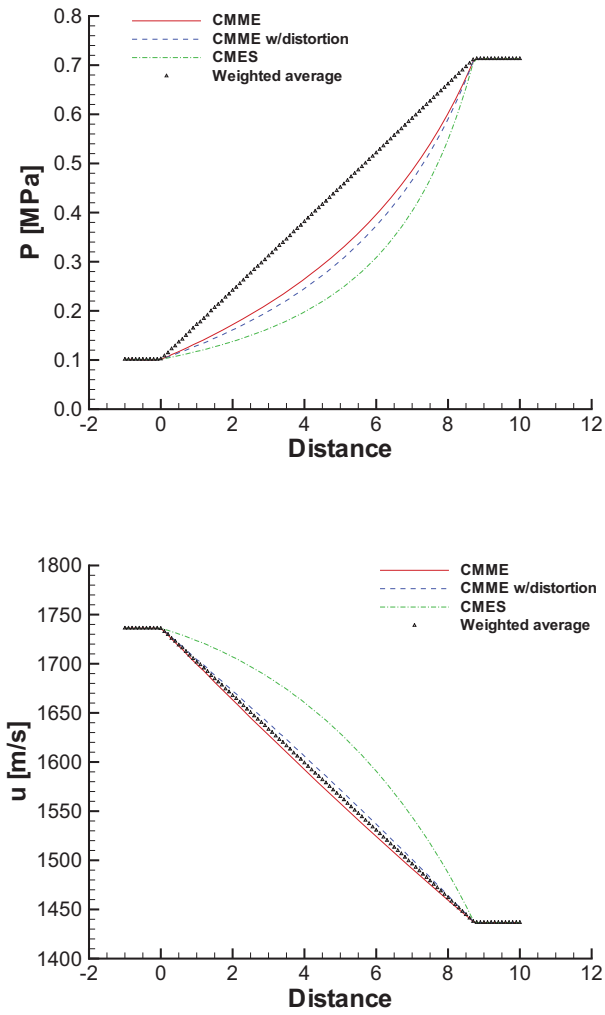 0.8
CMME
CMME w/distortion
CMES
Weighted average
0.7
0.6
0.5
0.4
0.3
0.2
0.1
0.0
P [MPa]
-2 0 2 4 6 8 10 12
Distance
1800
CMME
CMME w/distortion
CMES
Weighted average
1750
1700
1650
1600
1550
1500
1450
1400
u [m/s]
-2 0 2 4 6 8 10 12
Distance